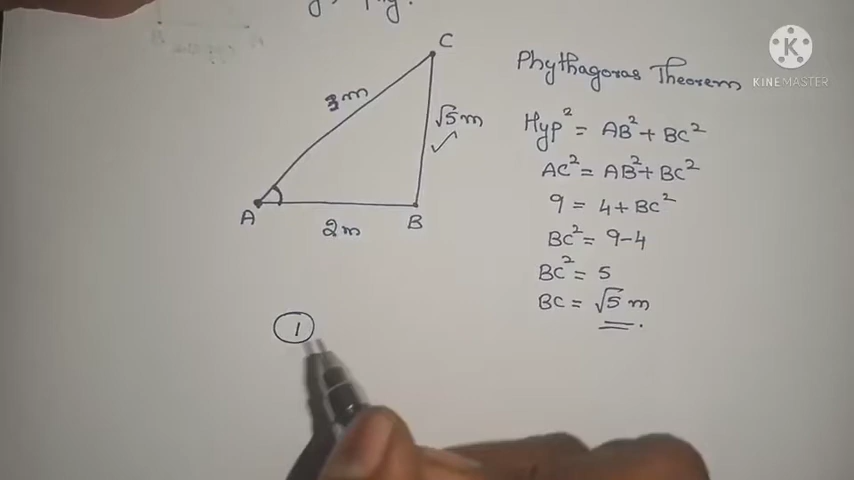 C
3m
√5 m
A
2m
B
Phythagoras Theorem
Hyp² = AB² + BC²
AC² = AB² + BC²
9 = 4 + BC²
BC² = 9-4
BC² = 5
BC = √5 m
1
K
KINEMASTER